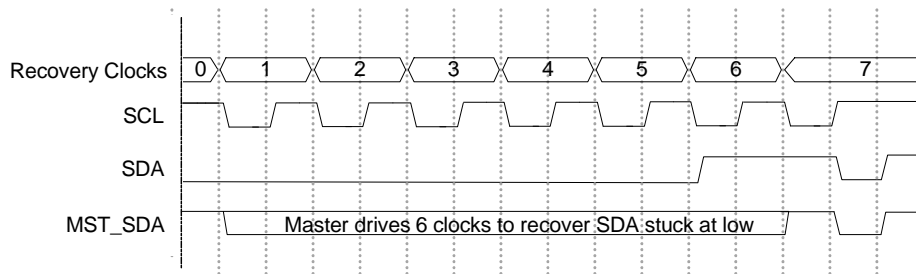 Recovery Clocks 0 1 2 3 4 5 6 7
SCL
SDA
MST_SDA Master drives 6 clocks to recover SDA stuck at low